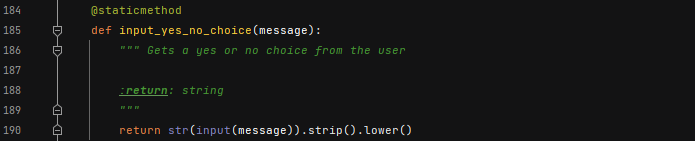 184 @staticmethod
185 def input_yes_no_choice(message):
186 """ Gets a yes or no choice from the user
187
188 :return: string
189 """
190 return str(input(message)).strip().lower()